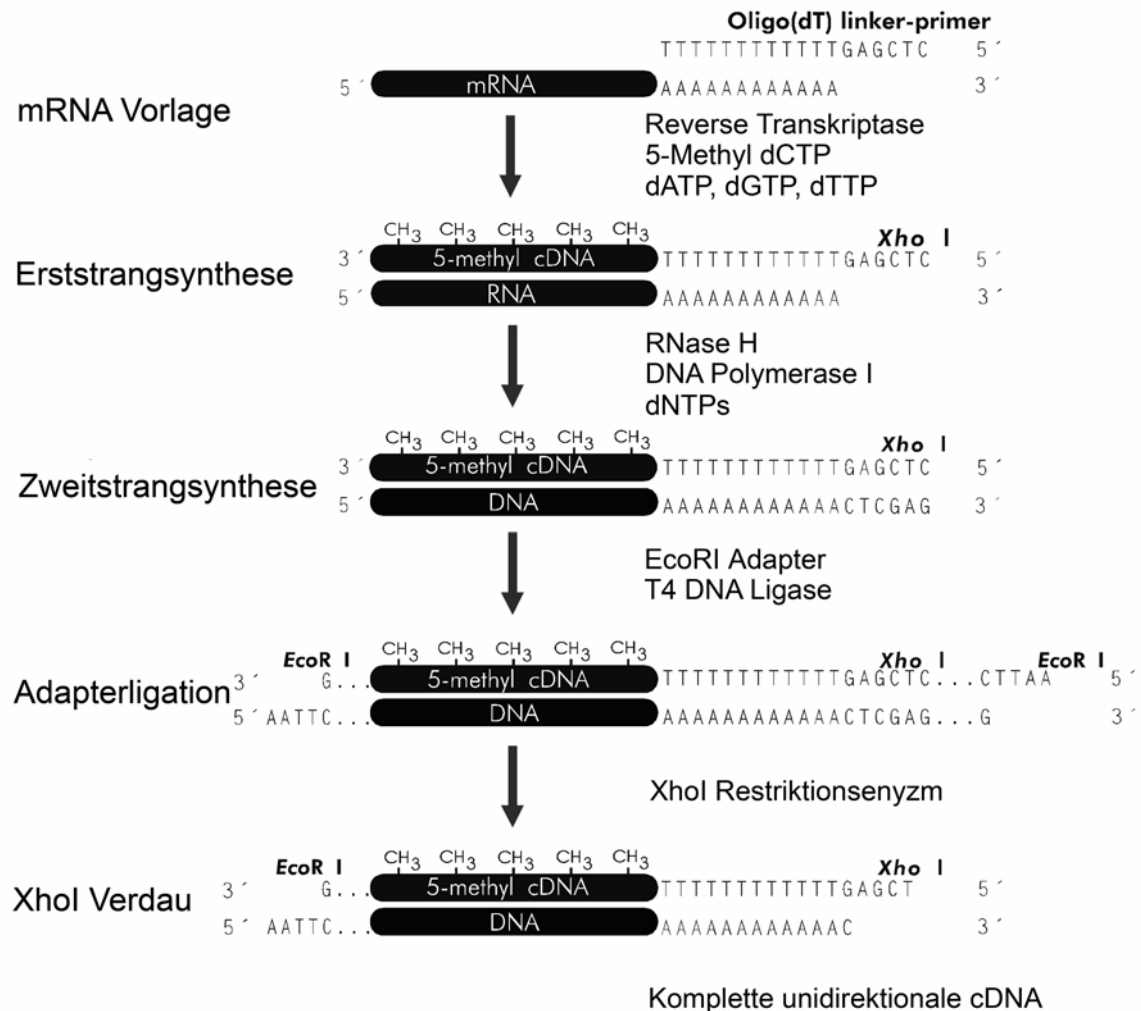 Oligo(dT) linker-primer
TTTTTTTTTTTTGAGCTC 5´
5´ mRNA AAAAAAAAAAAA 3´
mRNA Vorlage
Reverse Transkriptase
5-Methyl dCTP
dATP, dGTP, dTTP
CH3 CH3 CH3 CH3 CH3 Xho I
3´ 5-methyl cDNA TTTTTTTTTTTTGAGCTC 5´
Erststrangsynthese
5´ RNA AAAAAAAAAAAA 3´
RNase H
DNA Polymerase I
dNTPs
CH3 CH3 CH3 CH3 CH3 Xho I
3´ 5-methyl cDNA TTTTTTTTTTTTGAGCTC 5´
Zweitstrangsynthese
5´ DNA AAAAAAAAAAAACTCGAG 3´
EcoRI Adapter
T4 DNA Ligase
EcoR I CH3 CH3 CH3 CH3 CH3 Xho I EcoR I
3´ G... 5-methyl cDNA TTTTTTTTTTTTGAGCTC...CTTAA 5´
Adapterligation
5´ AATTC... DNA AAAAAAAAAAAACTCGAG...G 3´
XhoI Restriktionsenyzm
EcoR I CH3 CH3 CH3 CH3 CH3 Xho I
3´ G... 5-methyl cDNA TTTTTTTTTTTTGAGCT 5´
XhoI Verdau
5´ AATTC... DNA AAAAAAAAAAAAC 3´
Komplette unidirektionale cDNA